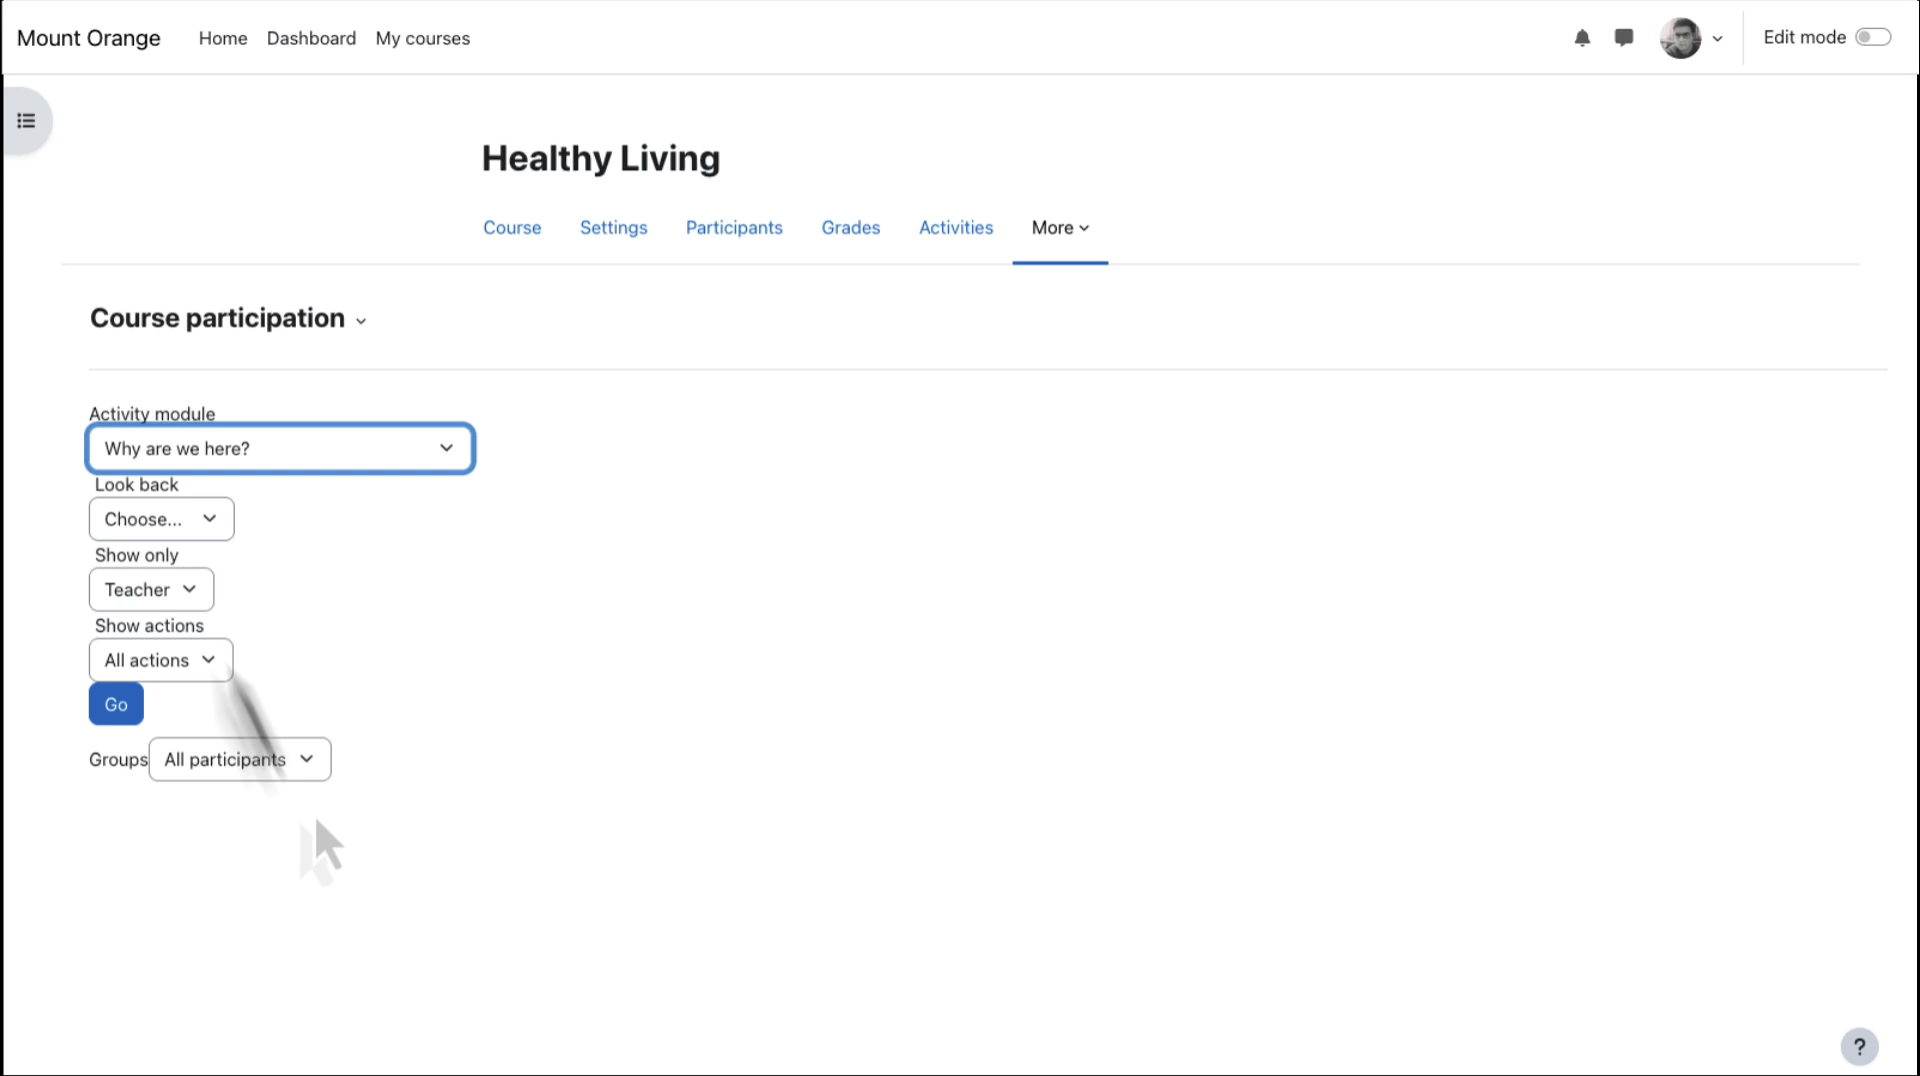 Mount Orange Home Dashboard My courses Edit mode
Healthy Living
Course Settings Participants Grades Activities More
Course participation
Activity module
Why are we here?
Look back
Choose...
Show only
Teacher
Show actions
All actions
Go
Groups All participants
?